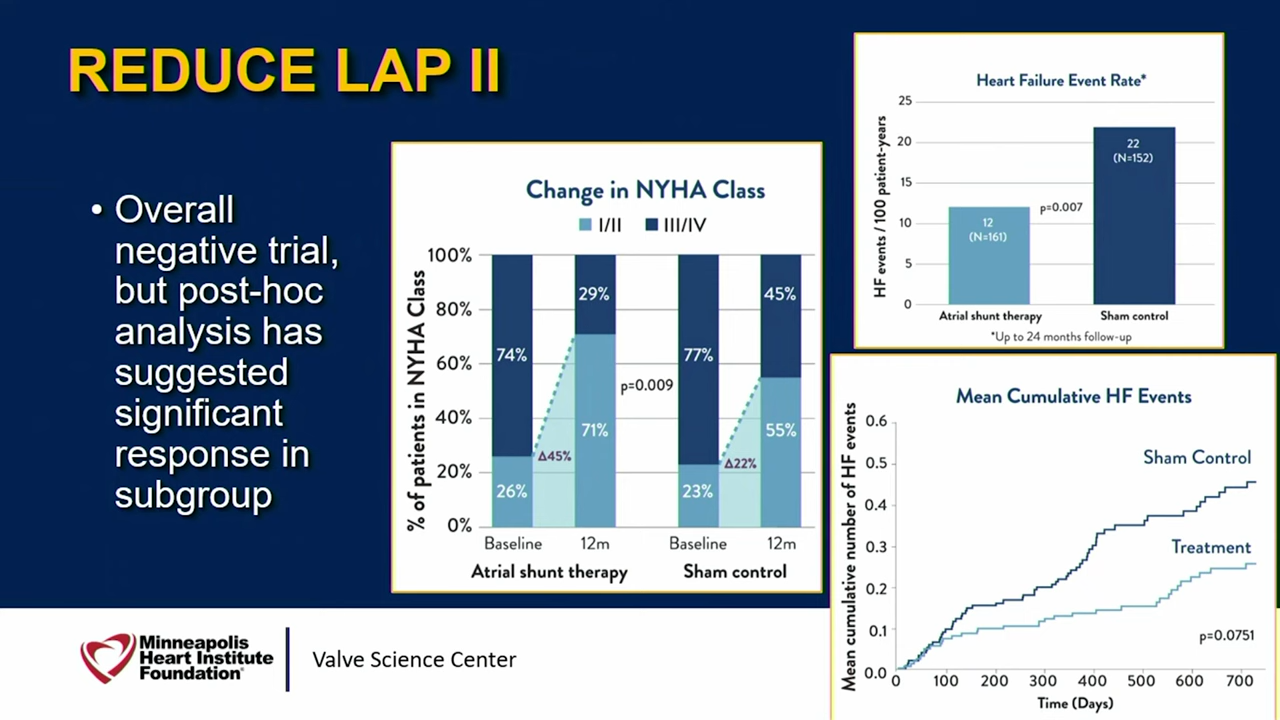 REDUCE LAP II
• Overall
negative trial,
but post-hoc
analysis has
suggested
significant
response in
subgroup
Change in NYHA Class
I/II III/IV
% of patients in NYHA Class
100%
80%
60%
40%
20%
0%
74%
26%
Δ45%
29%
71%
p=0.009
77%
23%
Δ22%
45%
55%
Baseline 12m Baseline 12m
Atrial shunt therapy Sham control
Heart Failure Event Rate*
HF events / 100 patient-years
25
20
15
10
5
0
12
(N=161)
p=0.007
22
(N=152)
Atrial shunt therapy Sham control
*Up to 24 months follow-up
Mean Cumulative HF Events
Mean cumulative number of HF events
0.6
0.5
0.4
0.3
0.2
0.1
0.0
Sham Control
Treatment
p=0.0751
0 100 200 300 400 500 600 700
Time (Days)
Minneapolis
Heart Institute
Foundation®
Valve Science Center